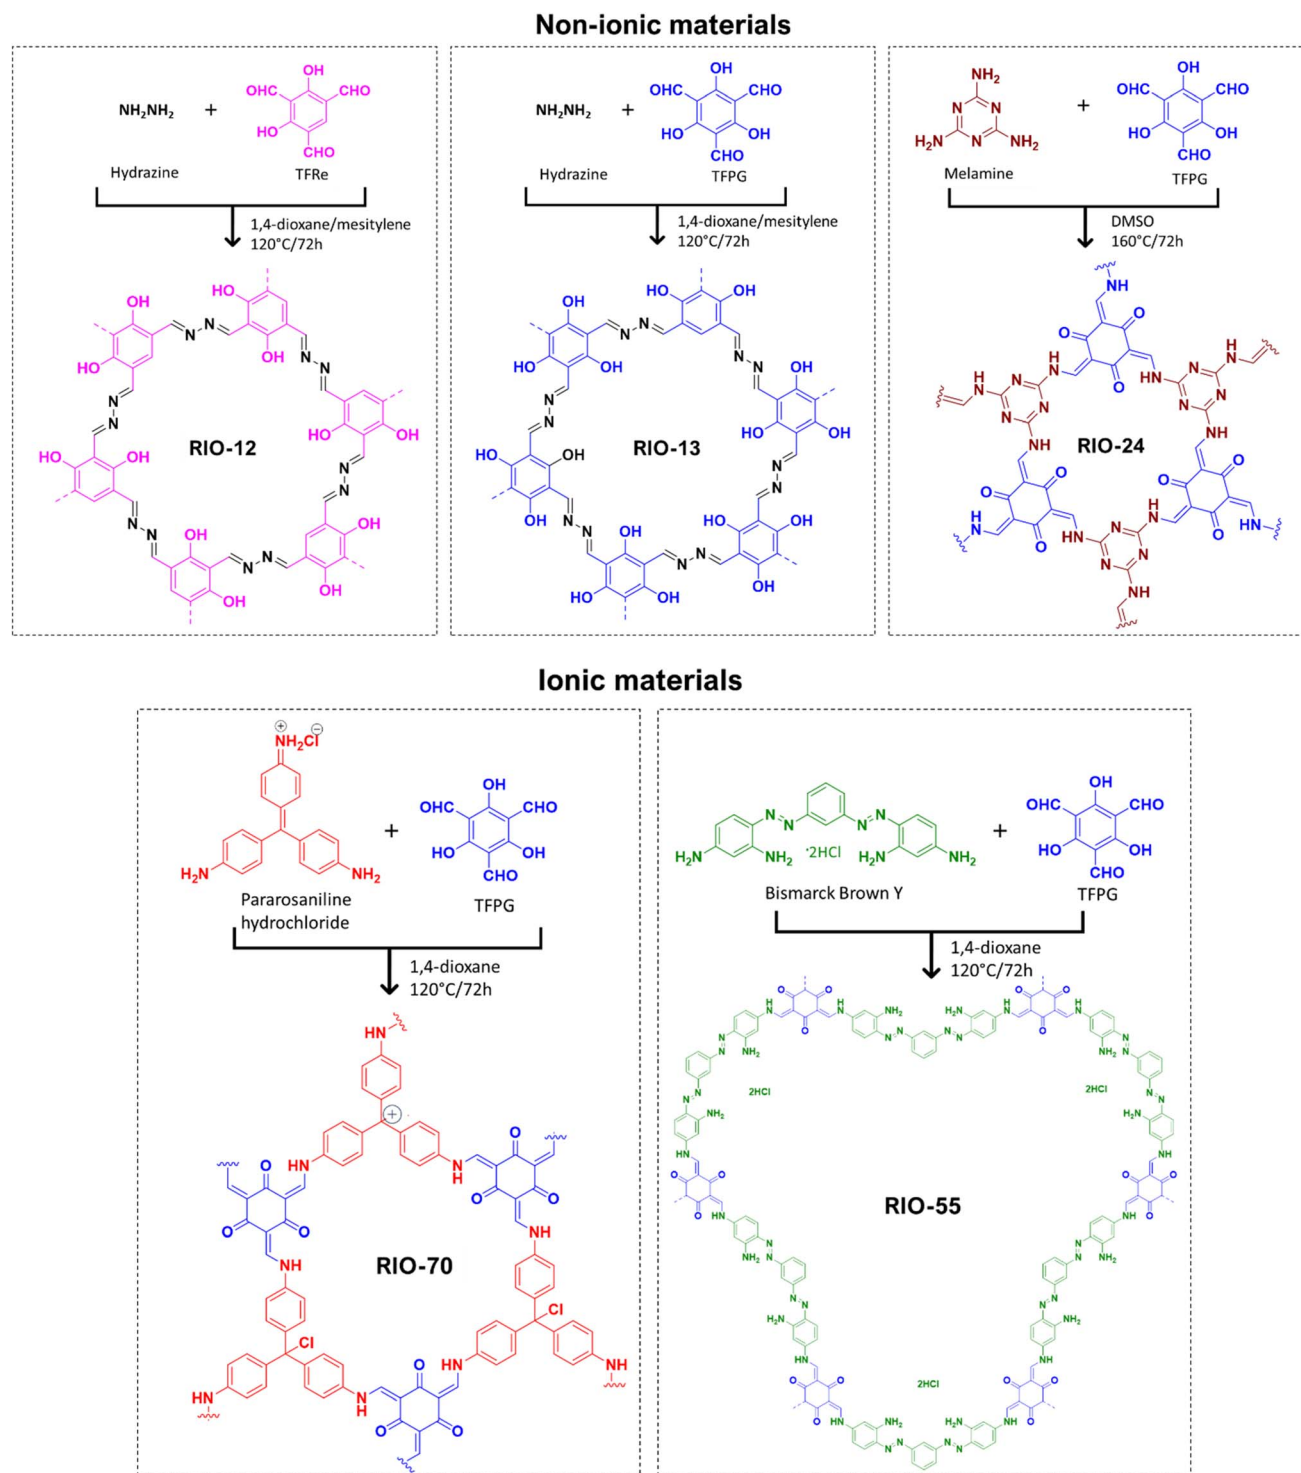 Non-ionic materials
NH₂NH₂
+
OH
OHC
CHO
HO
OH
CHO
Hydrazine
TFRe
1,4-dioxane/mesitylene
120°C/72h
RIO-12
NH₂NH₂
+
OH
OHC
CHO
HO
OH
CHO
Hydrazine
TFPG
1,4-dioxane/mesitylene
120°C/72h
RIO-13
NH₂
N
N
N
H₂N
NH₂
+
OH
OHC
CHO
HO
OH
CHO
Melamine
TFPG
DMSO
160°C/72h
RIO-24
Ionic materials
⊕
⊖
NH₂Cl
H₂N
NH₂
+
OH
OHC
CHO
HO
OH
CHO
Pararosaniline
hydrochloride
TFPG
1,4-dioxane
120°C/72h
RIO-70
Cl
Cl
N=N
N=N
H₂N
NH₂
·2HCl
H₂N
NH₂
+
OH
OHC
CHO
HO
OH
CHO
Bismarck Brown Y
TFPG
1,4-dioxane
120°C/72h
2HCl
2HCl
RIO-55
2HCl